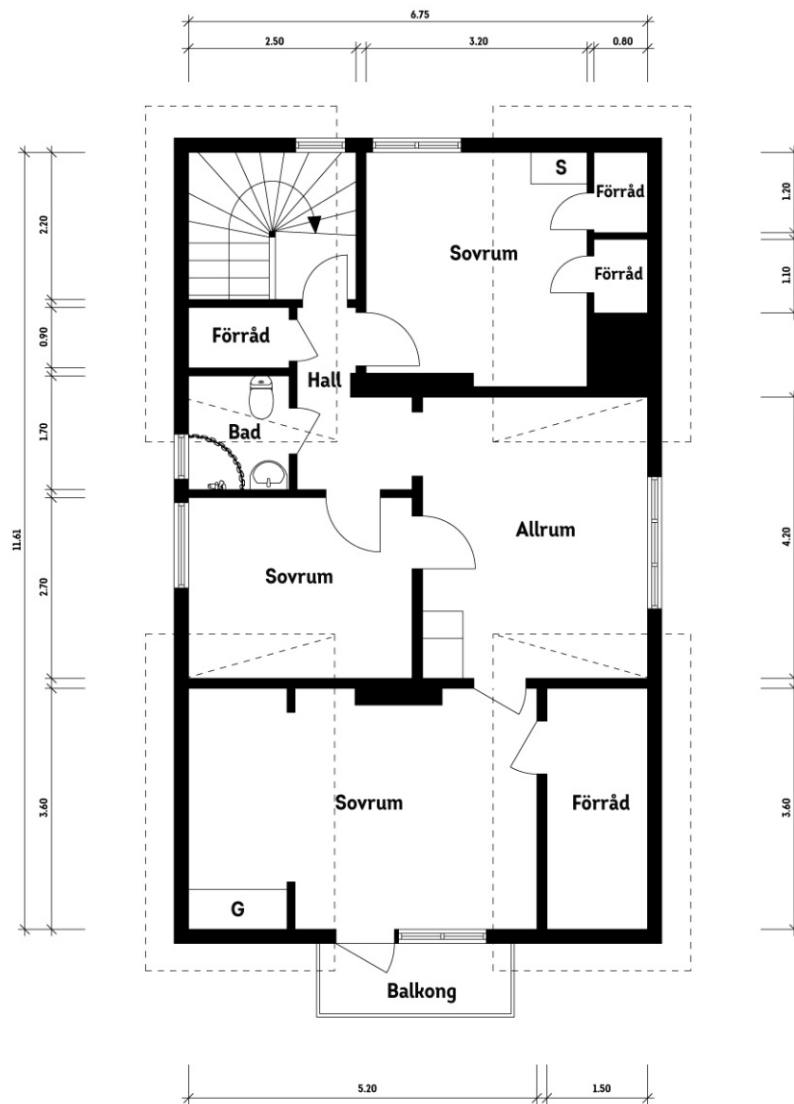 6.75
2.50
3.20
0.80
S
Förråd
1.20
2.20
Sovrum
Förråd
1.10
Förråd
0.90
Hall
Bad
1.70
11.61
Allrum
4.20
Sovrum
2.70
Sovrum
Förråd
3.60
3.60
G
Balkong
5.20
1.50